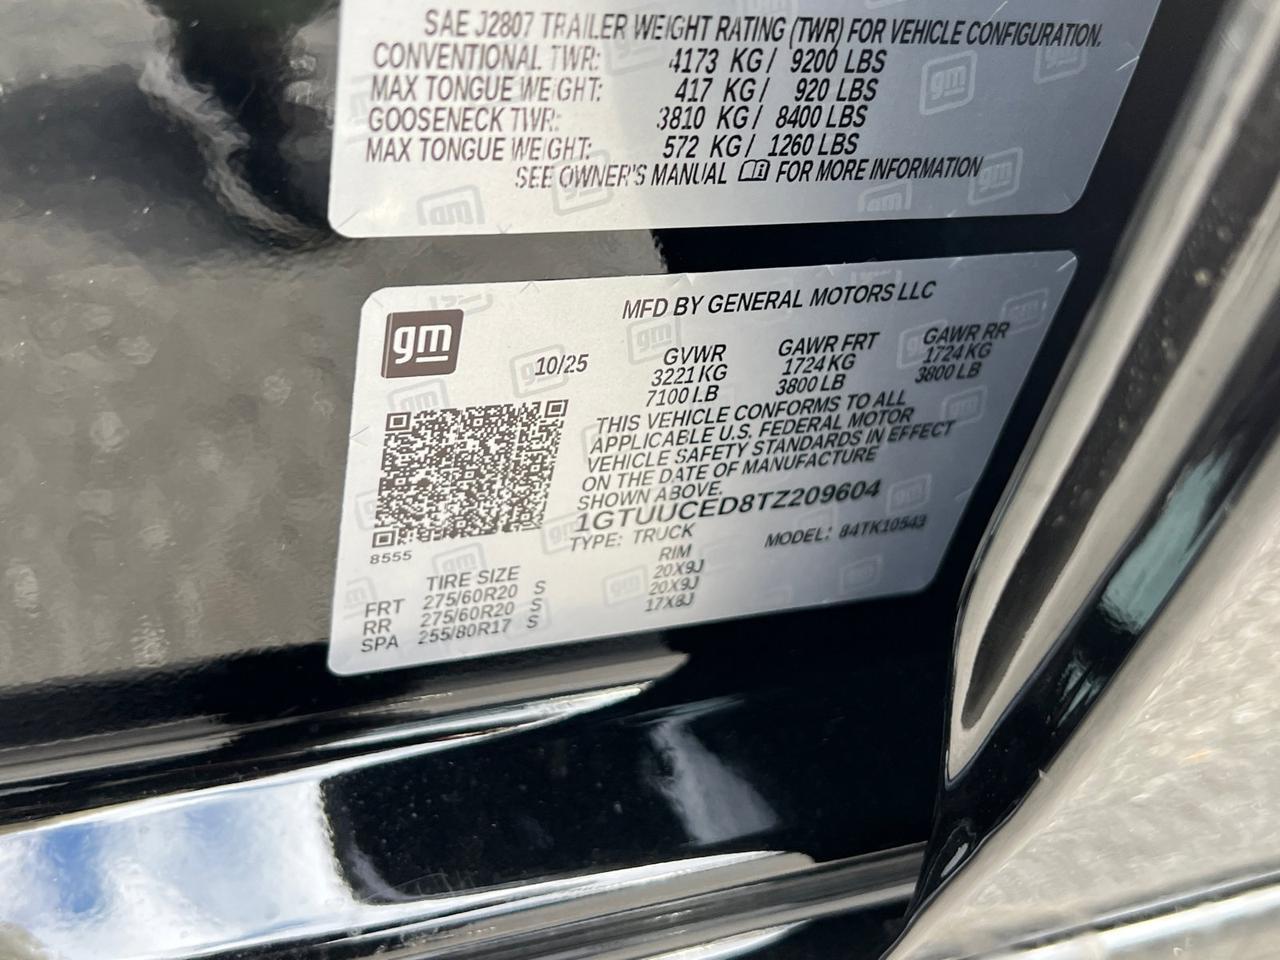 SAE J2807 TRAILER WEIGHT RATING (TWR) FOR VEHICLE CONFIGURATION.
CONVENTIONAL TWR: 4173 KG / 9200 LBS
MAX TONGUE WEIGHT: 417 KG / 920 LBS
GOOSENECK TWR: 3810 KG / 8400 LBS
MAX TONGUE WEIGHT: 572 KG / 1260 LBS
SEE OWNER'S MANUAL FOR MORE INFORMATION
MFD BY GENERAL MOTORS LLC
gm
10/25
GVWR GAWR FRT GAWR RR
3221 KG 1724 KG 1724 KG
7100 LB 3800 LB 3800 LB
THIS VEHICLE CONFORMS TO ALL
APPLICABLE U.S. FEDERAL MOTOR
VEHICLE SAFETY STANDARDS IN EFFECT
ON THE DATE OF MANUFACTURE
SHOWN ABOVE.
1GTUUCED8TZ209604
TYPE: TRUCK MODEL: 84TK10543
8555
TIRE SIZE RIM
FRT 275/60R20 S 20X9J
RR 275/60R20 S 20X9J
SPA 255/80R17 S 17X8J